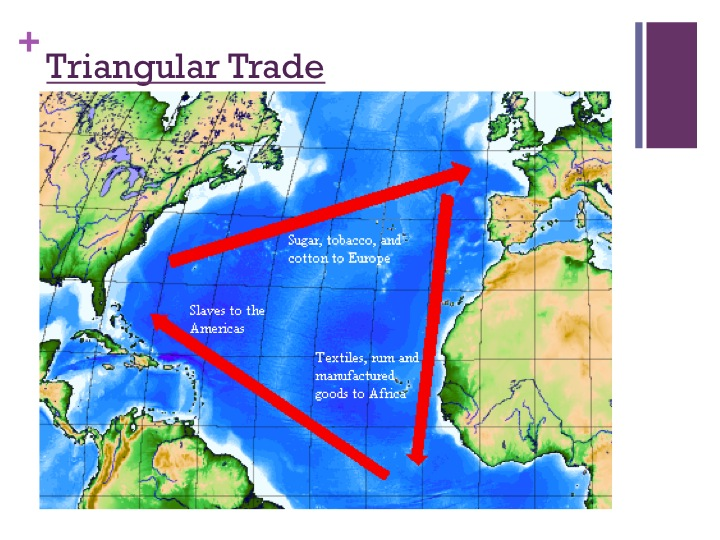 +
Triangular Trade
Sugar, tobacco, and
cotton to Europe
Slaves to the
Americas
Textiles, rum and
manufactured
goods to Africa